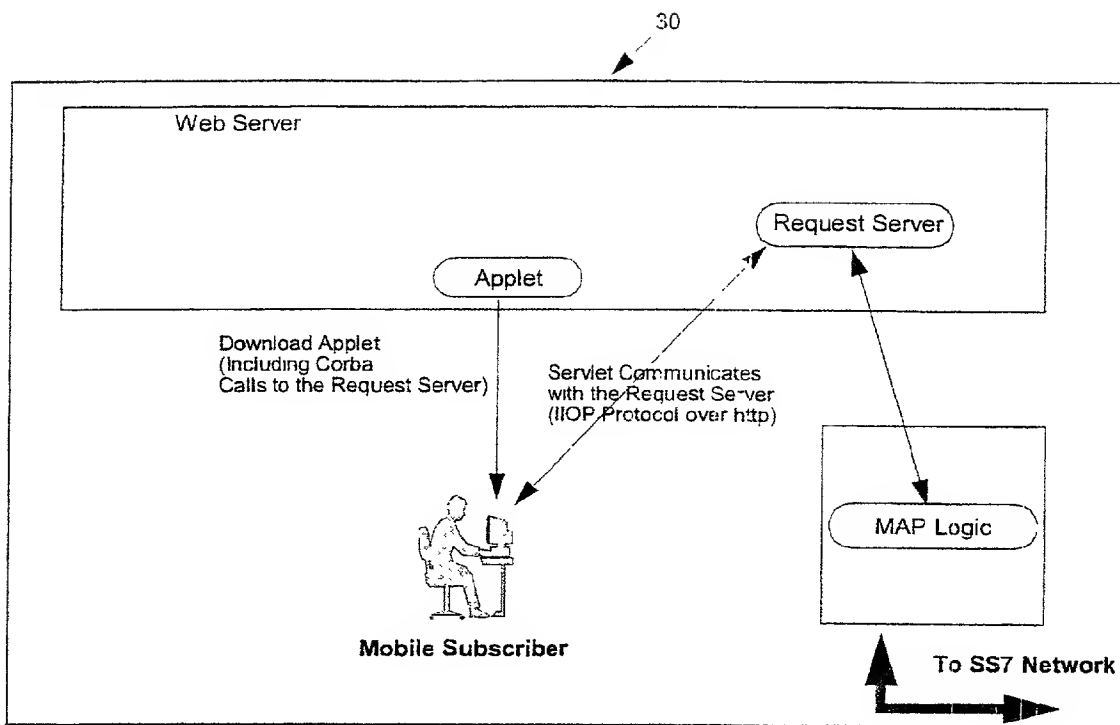 30
Web Server
Request Server
Applet
Download Applet
(Including Corba
Calls to the Request Server)
Servlet Communicates
with the Request Server
(IIOP Protocol over http)
MAP Logic
Mobile Subscriber
To SS7 Network